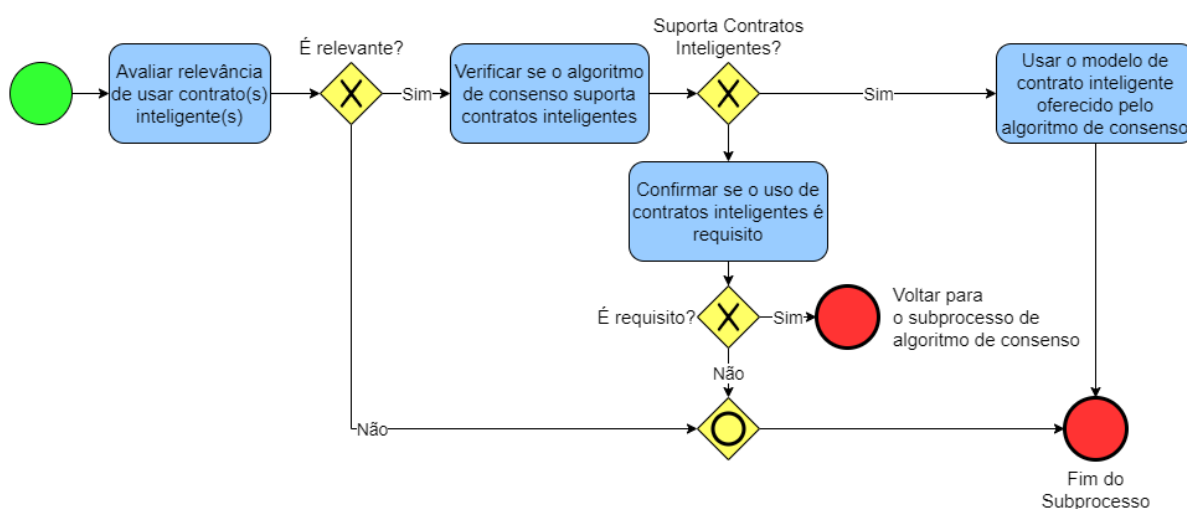 Avaliar relevância
de usar contrato(s)
inteligente(s)
É relevante?
Sim
Verificar se o algoritmo
de consenso suporta
contratos inteligentes
Suporta Contratos
Inteligentes?
Sim
Usar o modelo de
contrato inteligente
oferecido pelo
algoritmo de consenso
Confirmar se o uso de
contratos inteligentes é
requisito
É requisito?
Sim
Voltar para
o subprocesso de
algoritmo de consenso
Não
Não
Fim do
Subprocesso